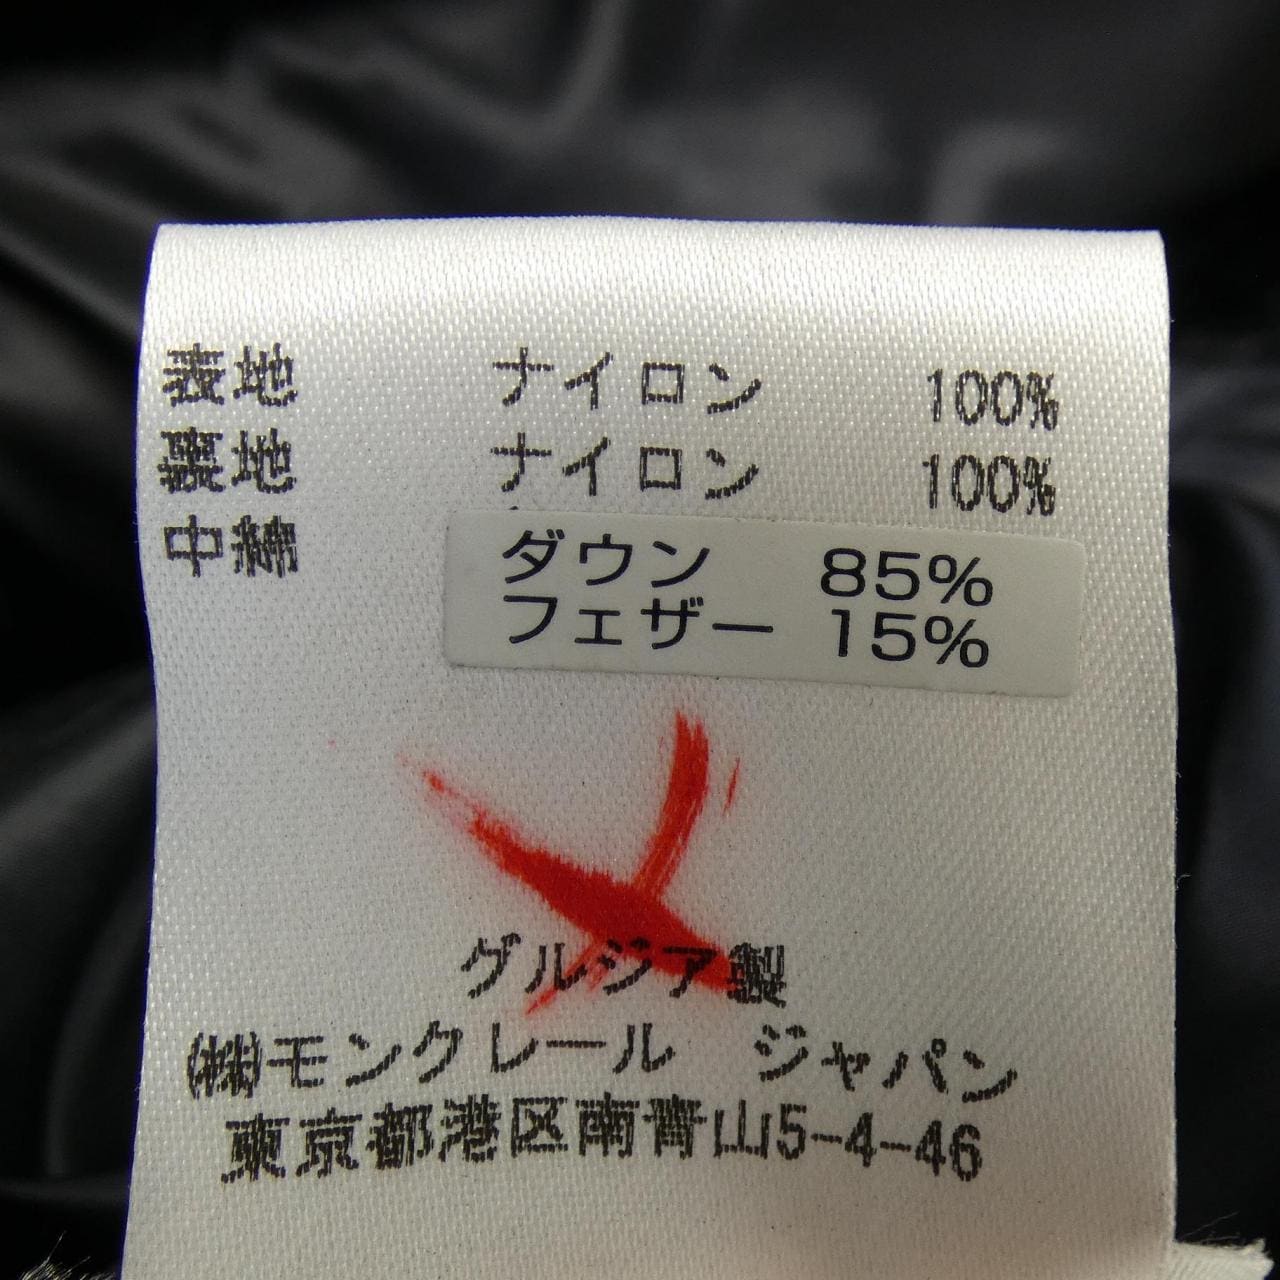 表地 ナイロン 100%
裏地 ナイロン 100%
中綿 ダウン 85%
フェザー 15%
グルジア製
㈱モンクレール ジャパン
東京都港区南青山5-4-46